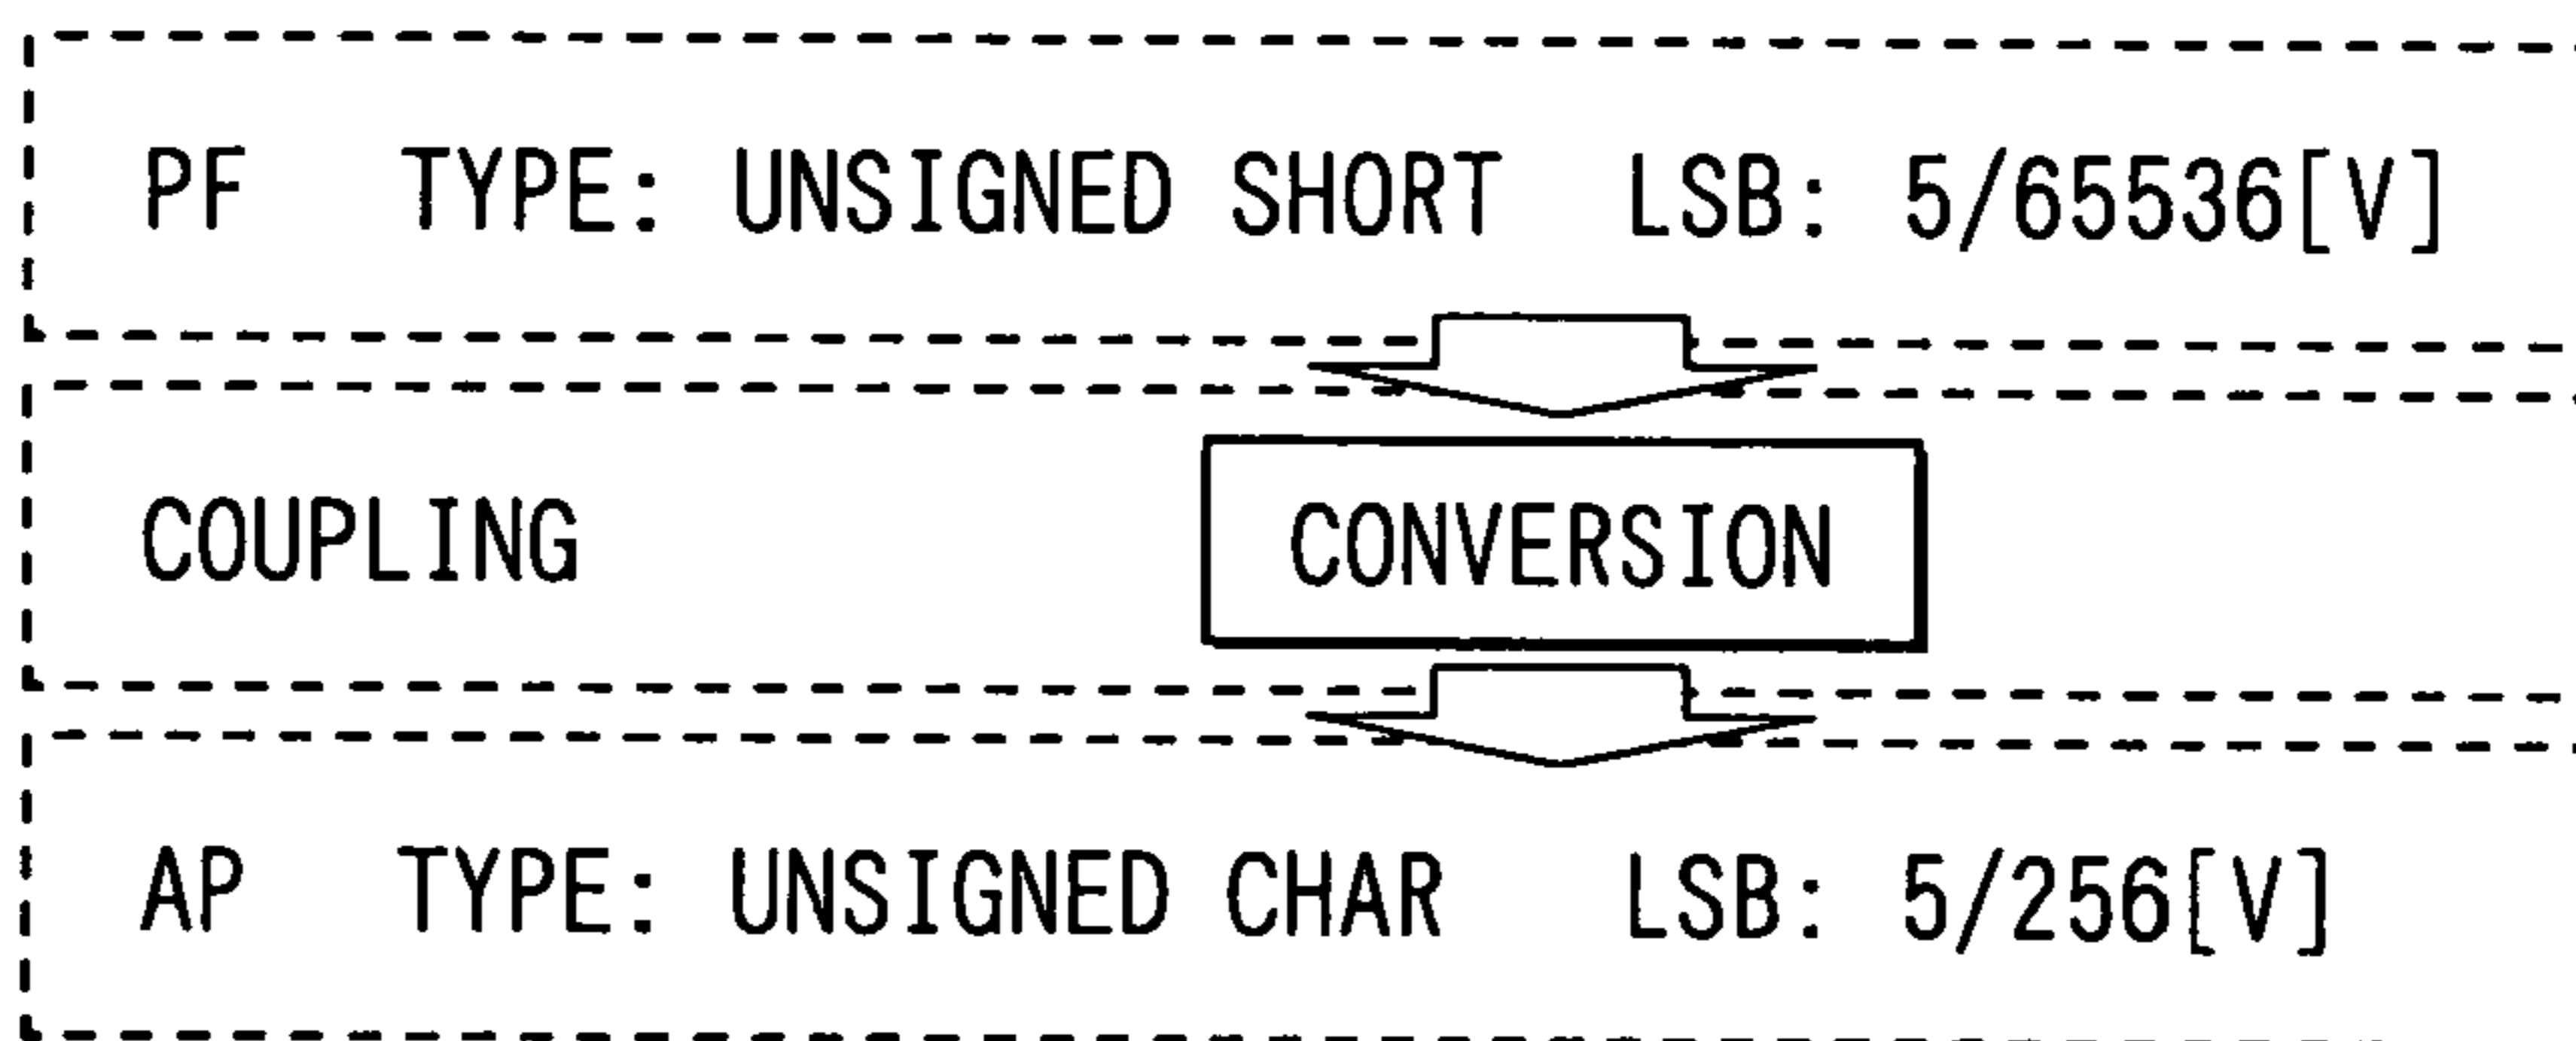 PF TYPE: UNSIGNED SHORT LSB: 5/65536[V]
COUPLING CONVERSION
AP TYPE: UNSIGNED CHAR LSB: 5/256[V]